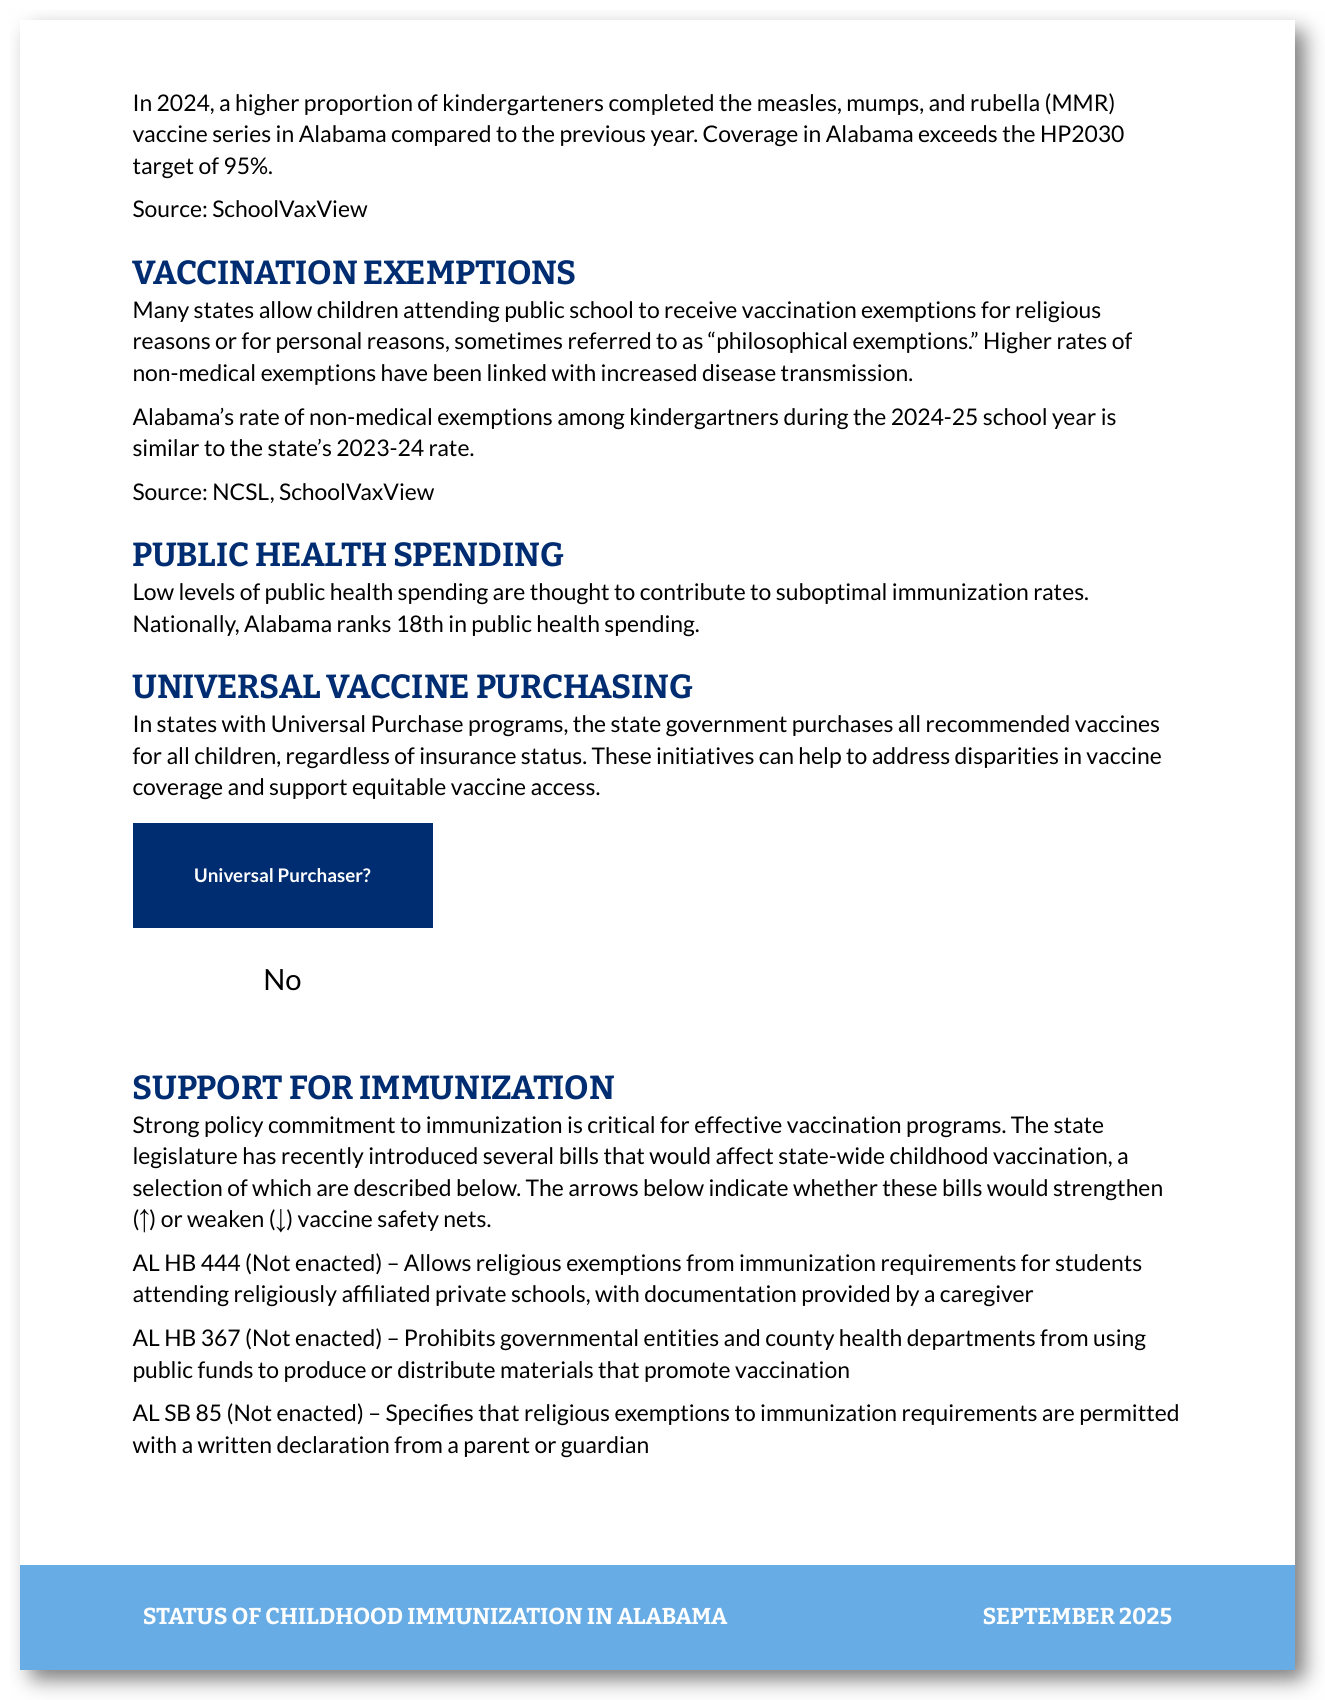 In 2024, a higher proportion of kindergarteners completed the measles, mumps, and rubella (MMR)
vaccine series in Alabama compared to the previous year. Coverage in Alabama exceeds the HP2030
target of 95%.
Source: SchoolVaxView
VACCINATION EXEMPTIONS
Many states allow children attending public school to receive vaccination exemptions for religious
reasons or for personal reasons, sometimes referred to as “philosophical exemptions.” Higher rates of
non-medical exemptions have been linked with increased disease transmission.
Alabama’s rate of non-medical exemptions among kindergartners during the 2024-25 school year is
similar to the state’s 2023-24 rate.
Source: NCSL, SchoolVaxView
PUBLIC HEALTH SPENDING
Low levels of public health spending are thought to contribute to suboptimal immunization rates.
Nationally, Alabama ranks 18th in public health spending.
UNIVERSAL VACCINE PURCHASING
In states with Universal Purchase programs, the state government purchases all recommended vaccines
for all children, regardless of insurance status. These initiatives can help to address disparities in vaccine
coverage and support equitable vaccine access.
Universal Purchaser?
No
SUPPORT FOR IMMUNIZATION
Strong policy commitment to immunization is critical for effective vaccination programs. The state
legislature has recently introduced several bills that would affect state-wide childhood vaccination, a
selection of which are described below. The arrows below indicate whether these bills would strengthen
(↑) or weaken (↓) vaccine safety nets.
AL HB 444 (Not enacted) – Allows religious exemptions from immunization requirements for students
attending religiously affiliated private schools, with documentation provided by a caregiver
AL HB 367 (Not enacted) – Prohibits governmental entities and county health departments from using
public funds to produce or distribute materials that promote vaccination
AL SB 85 (Not enacted) – Specifies that religious exemptions to immunization requirements are permitted
with a written declaration from a parent or guardian
STATUS OF CHILDHOOD IMMUNIZATION IN ALABAMA SEPTEMBER 2025